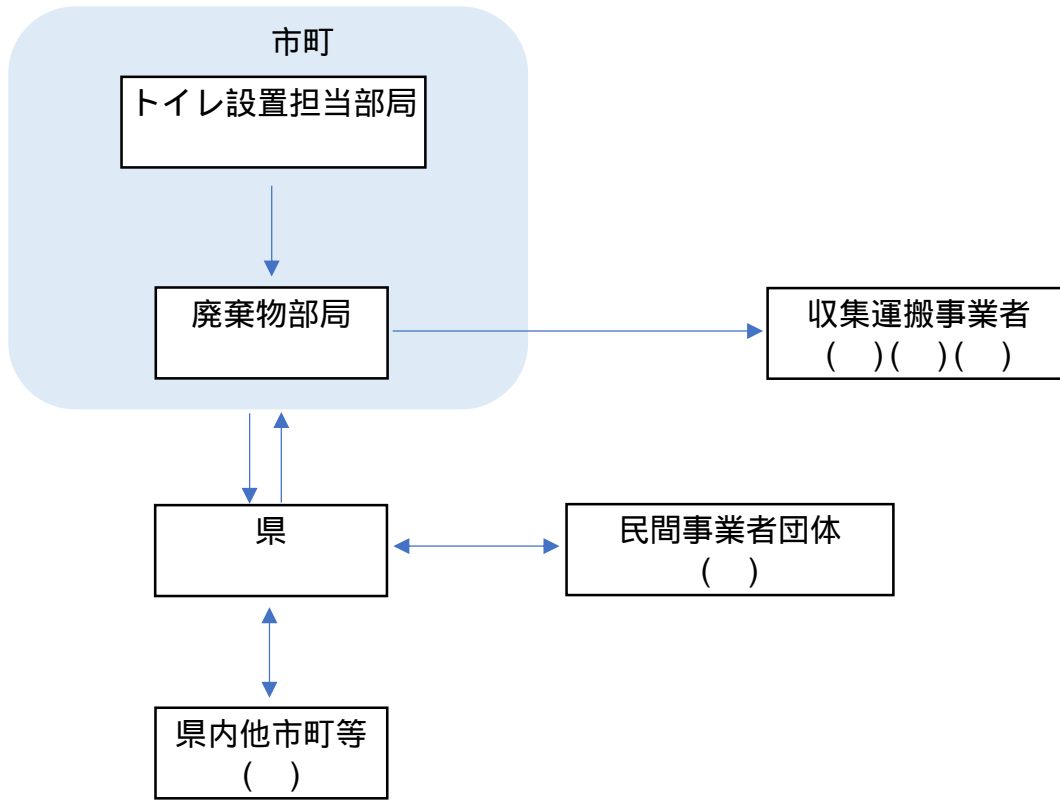 市町
トイレ設置担当部局
廃棄物部局
収集運搬事業者
(　)(　)(　)
県
民間事業者団体
(　)
県内他市町等
(　)